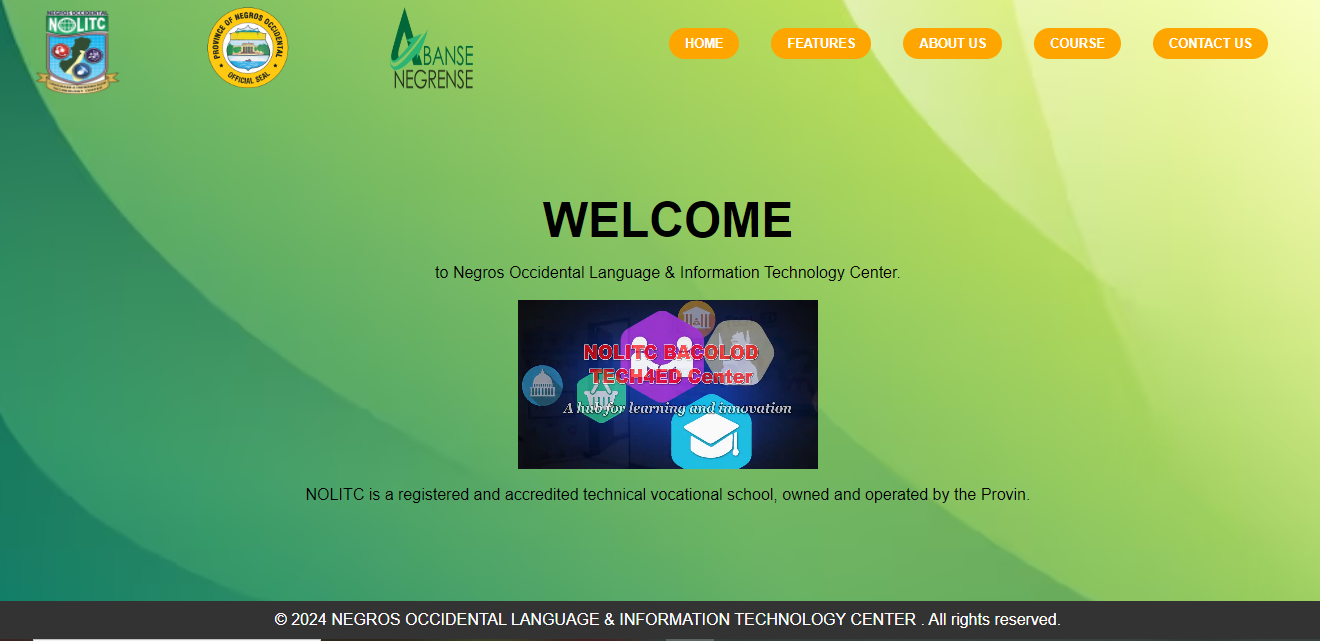 NEGROS OCCIDENTAL
NOLITC
PROVINCE OF NEGROS OCCIDENTAL
OFFICIAL SEAL
ABANSE
NEGRENSE
HOME
FEATURES
ABOUT US
COURSE
CONTACT US
WELCOME
to Negros Occidental Language & Information Technology Center.
NOLITC BACOLOD
TECH4ED Center
A hub for learning and innovation
NOLITC is a registered and accredited technical vocational school, owned and operated by the Provin.
© 2024 NEGROS OCCIDENTAL LANGUAGE & INFORMATION TECHNOLOGY CENTER . All rights reserved.